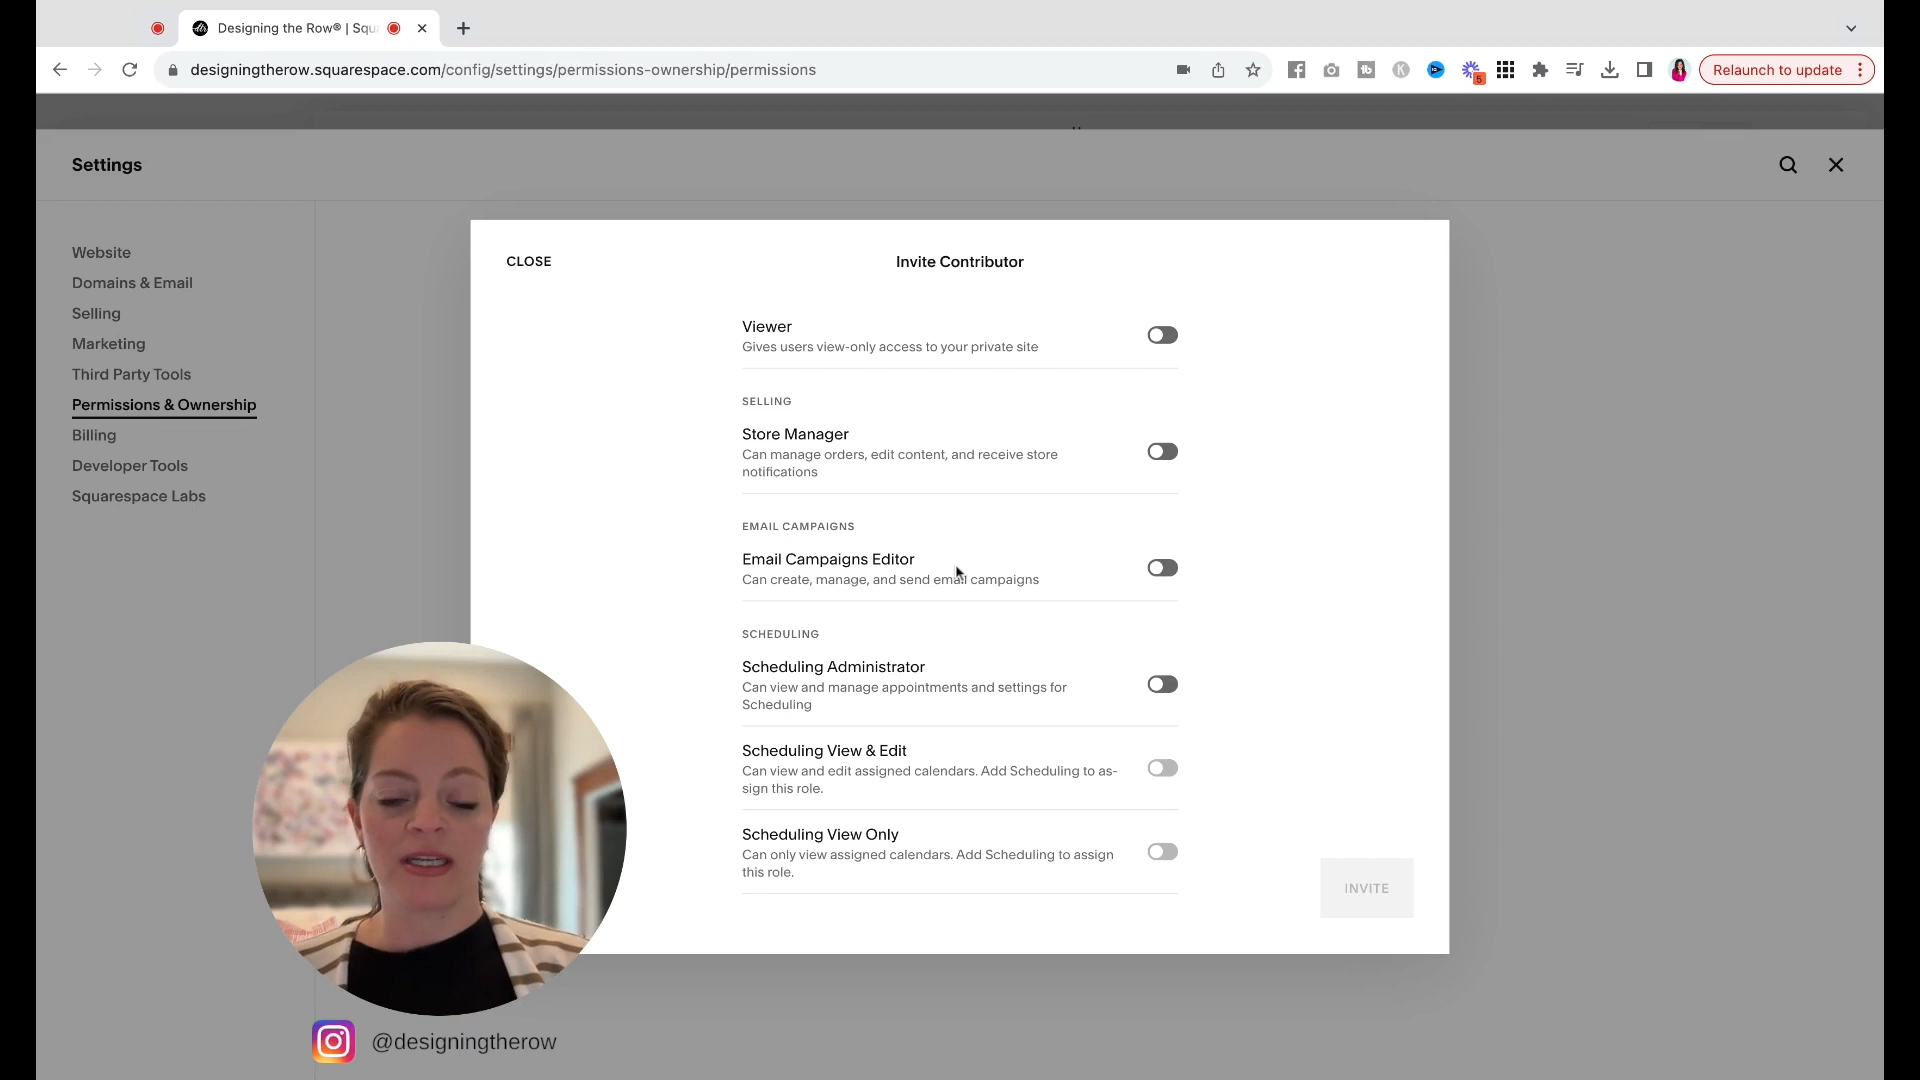 Designing the Row® | Squ
designingtherow.squarespace.com/config/settings/permissions-ownership/permissions
5
Relaunch to update
Settings
Website
Domains & Email
Selling
Marketing
Third Party Tools
Permissions & Ownership
Billing
Developer Tools
Squarespace Labs
CLOSE
Invite Contributor
Viewer
Gives users view-only access to your private site
SELLING
Store Manager
Can manage orders, edit content, and receive store
notifications
EMAIL CAMPAIGNS
Email Campaigns Editor
Can create, manage, and send email campaigns
SCHEDULING
Scheduling Administrator
Can view and manage appointments and settings for
Scheduling
Scheduling View & Edit
Can view and edit assigned calendars. Add Scheduling to as-
sign this role.
Scheduling View Only
Can only view assigned calendars. Add Scheduling to assign
this role.
INVITE
@designingtherow